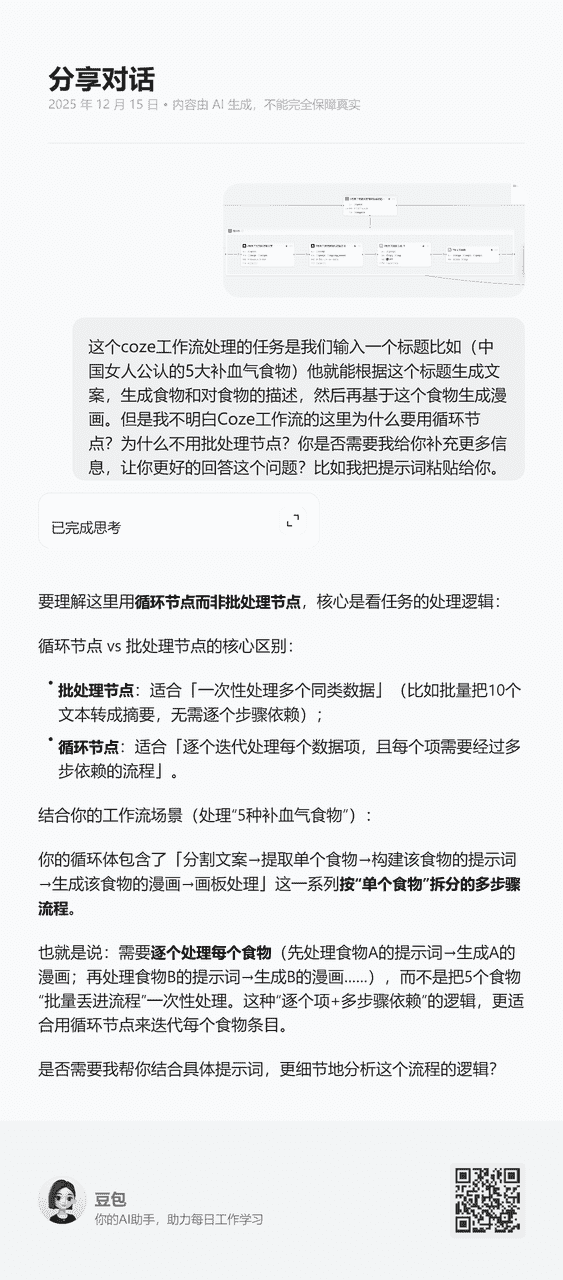 分享对话
2025 年 12 月 15 日 • 内容由 AI 生成，不能完全保障真实
这个coze工作流处理的任务是我们输入一个标题比如（中
国女人公认的5大补血气食物）他就能根据这个标题生成文
案，生成食物和对食物的描述，然后再基于这个食物生成漫
画。但是我不明白Coze工作流的这里为什么要用循环节
点？为什么不用批处理节点？你是否需要我给你补充更多信
息，让你更好的回答这个问题？比如我把提示词粘贴给你。
已完成思考
要理解这里用循环节点而非批处理节点，核心是看任务的处理逻辑：
循环节点 vs 批处理节点的核心区别：
• 批处理节点：适合「一次性处理多个同类数据」（比如批量把10个
文本转成摘要，无需逐个步骤依赖）；
• 循环节点：适合「逐个迭代处理每个数据项，且每个项需要经过多
步依赖的流程」。
结合你的工作流场景（处理“5种补血气食物”）：
你的循环体包含了「分割文案→提取单个食物→构建该食物的提示词
→生成该食物的漫画→画板处理」这一系列按“单个食物”拆分的多步骤
流程。
也就是说：需要逐个处理每个食物（先处理食物A的提示词→生成A的
漫画；再处理食物B的提示词→生成B的漫画……），而不是把5个食物
“批量丢进流程”一次性处理。这种“逐个项+多步骤依赖”的逻辑，更适
合用循环节点来迭代每个食物条目。
是否需要我帮你结合具体提示词，更细节地分析这个流程的逻辑？
豆包
你的AI助手，助力每日工作学习